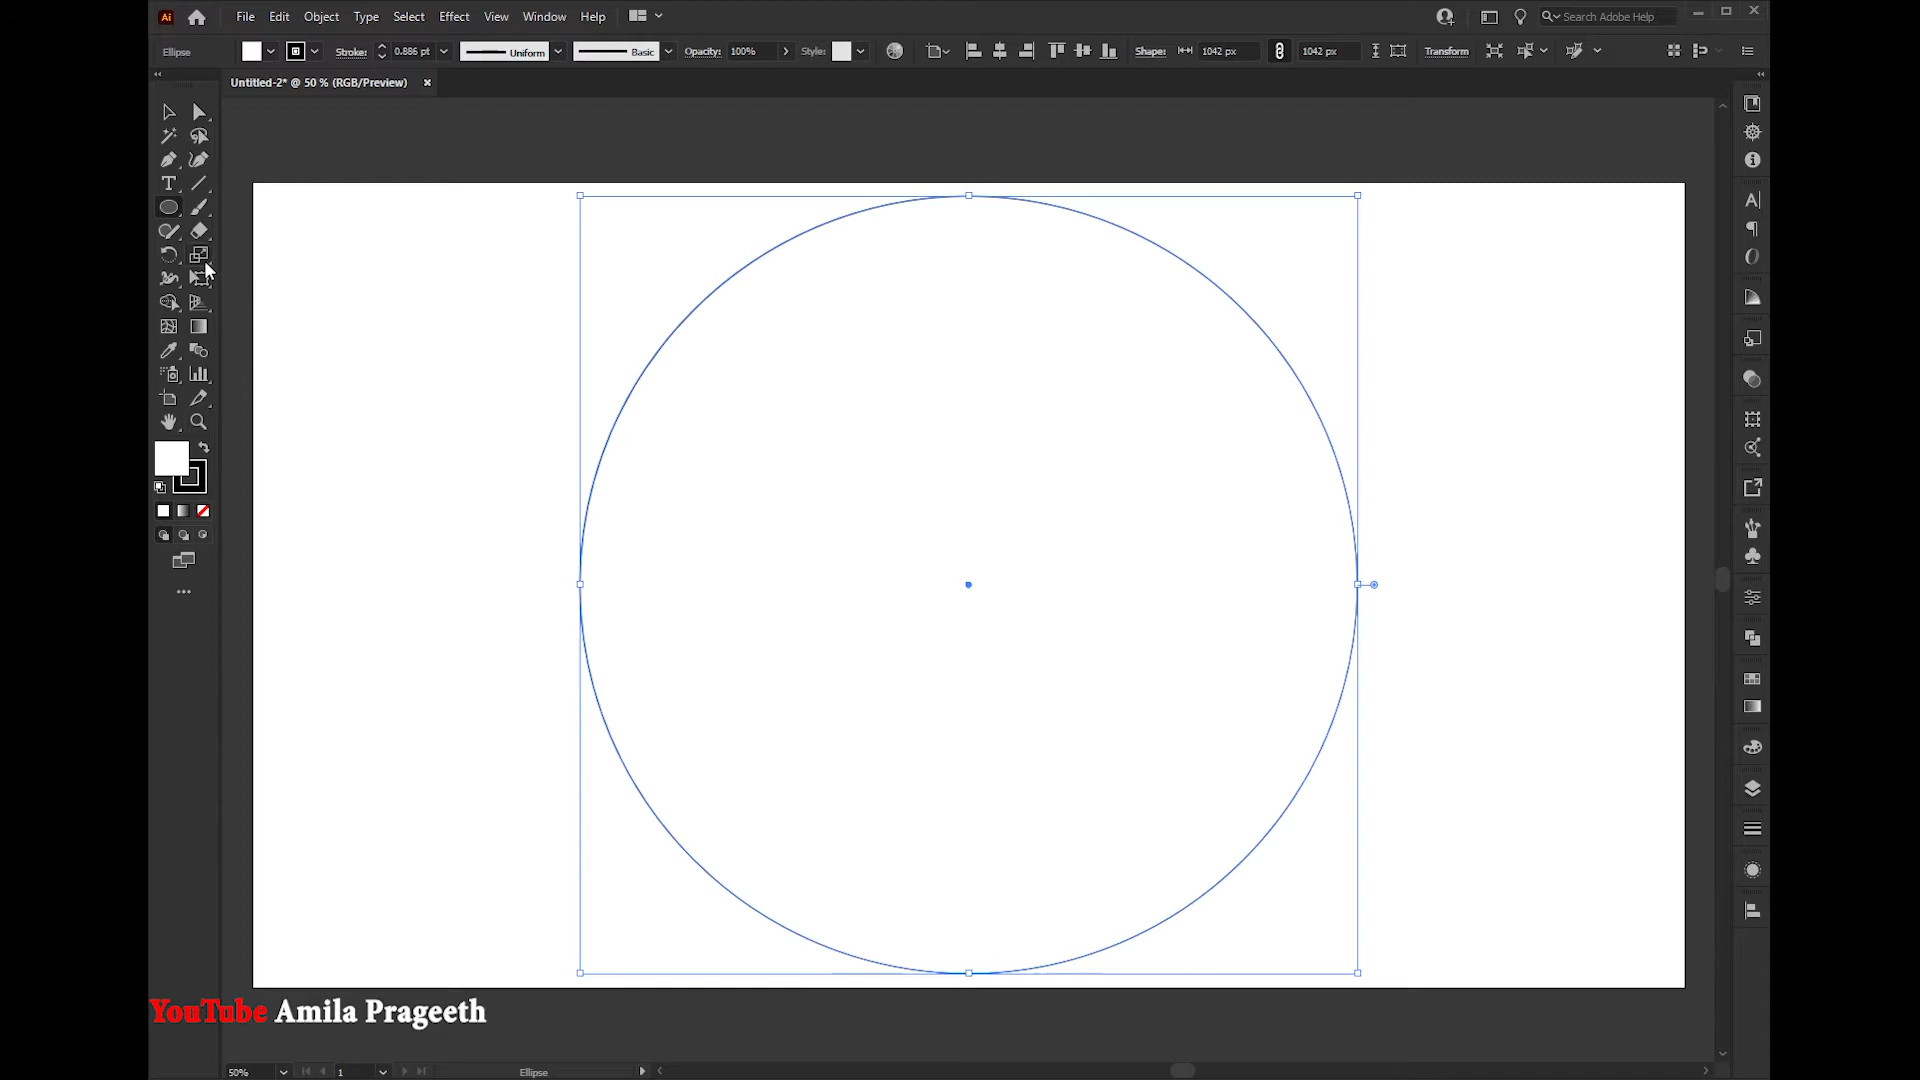 Ai File Edit Object Type Select Effect View Window Help Search Adobe Help
Ellipse Stroke: 0.886 pt Uniform Basic Opacity: 100% Style: Shape: 1042 px 1042 px Transform
Untitled-2* @ 50 % (RGB/Preview)
YouTube Amila Prageeth
50% 1 Ellipse